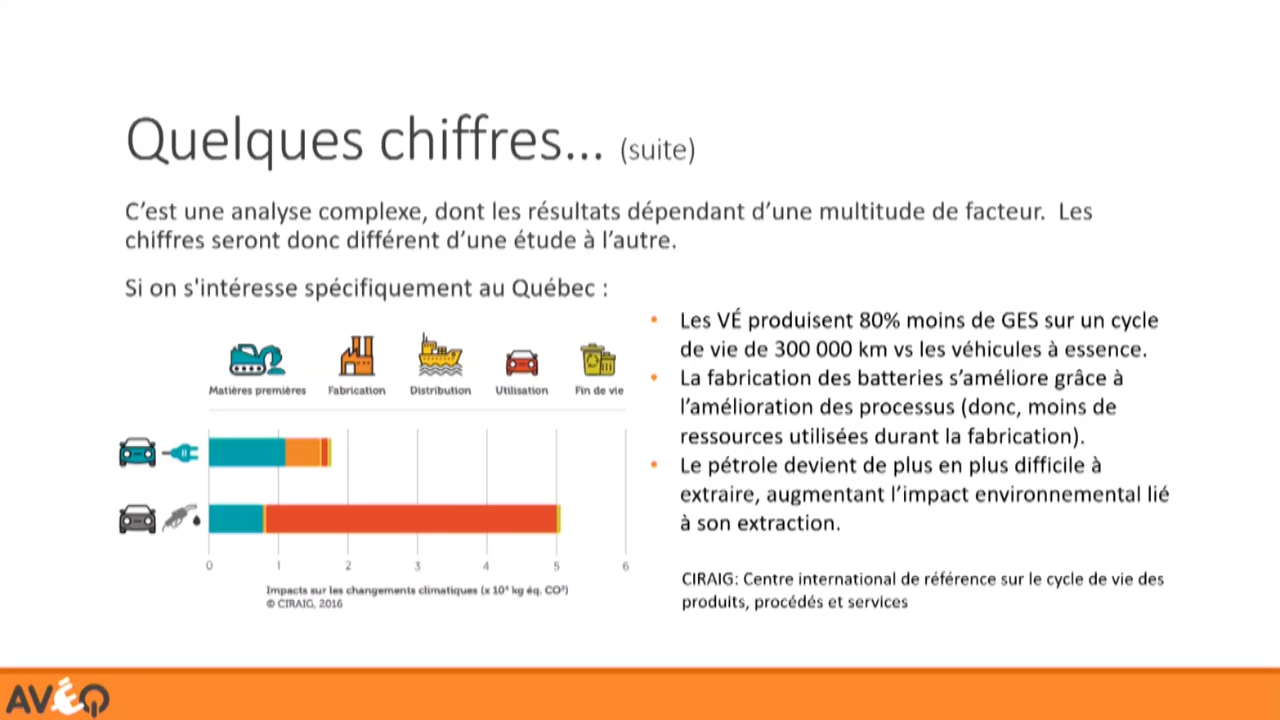 Quelques chiffres... (suite)
C'est une analyse complexe, dont les résultats dépendant d'une multitude de facteur.  Les
chiffres seront donc différent d'une étude à l'autre.
Si on s'intéresse spécifiquement au Québec :
Matières premières
Fabrication
Distribution
Utilisation
Fin de vie
0 1 2 3 4 5 6
Impacts sur les changements climatiques (x 10⁴ kg éq. CO²)
© CIRAIG, 2016
• Les VÉ produisent 80% moins de GES sur un cycle
de vie de 300 000 km vs les véhicules à essence.
• La fabrication des batteries s'améliore grâce à
l'amélioration des processus (donc, moins de
ressources utilisées durant la fabrication).
• Le pétrole devient de plus en plus difficile à
extraire, augmentant l'impact environnemental lié
à son extraction.
CIRAIG: Centre international de référence sur le cycle de vie des
produits, procédés et services
AVÉQ